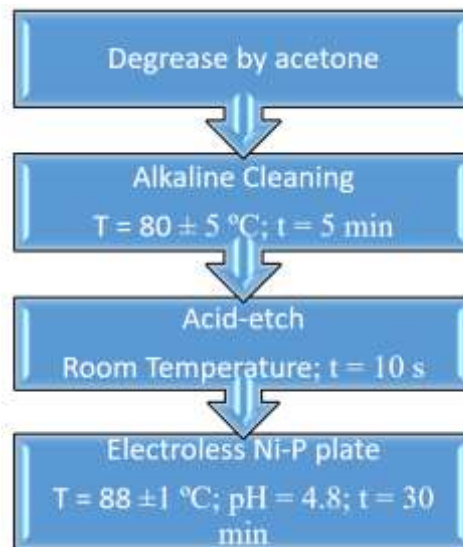 Degrease by acetone
Alkaline Cleaning
T = 80 ± 5 ºC; t = 5 min
Acid-etch
Room Temperature; t = 10 s
Electroless Ni-P plate
T = 88 ±1 ºC; pH = 4.8; t = 30
min